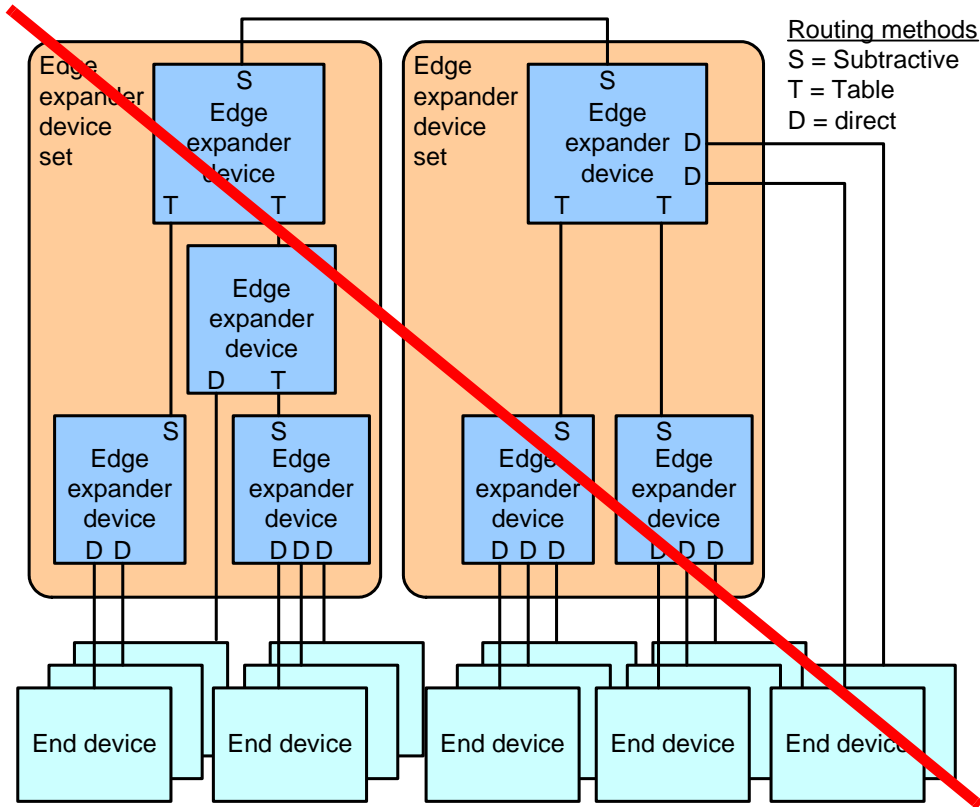 Routing methods
S = Subtractive
T = Table
D = direct
Edge
expander
device
set
S
Edge
expander
device
T T
Edge
expander
device
D T
S
Edge
expander
device
D D
S
Edge
expander
device
D D D
Edge
expander
device
set
S
Edge
expander
device
D
D
T T
S
Edge
expander
device
D D D
S
Edge
expander
device
D D D
End device
End device
End device
End device
End device